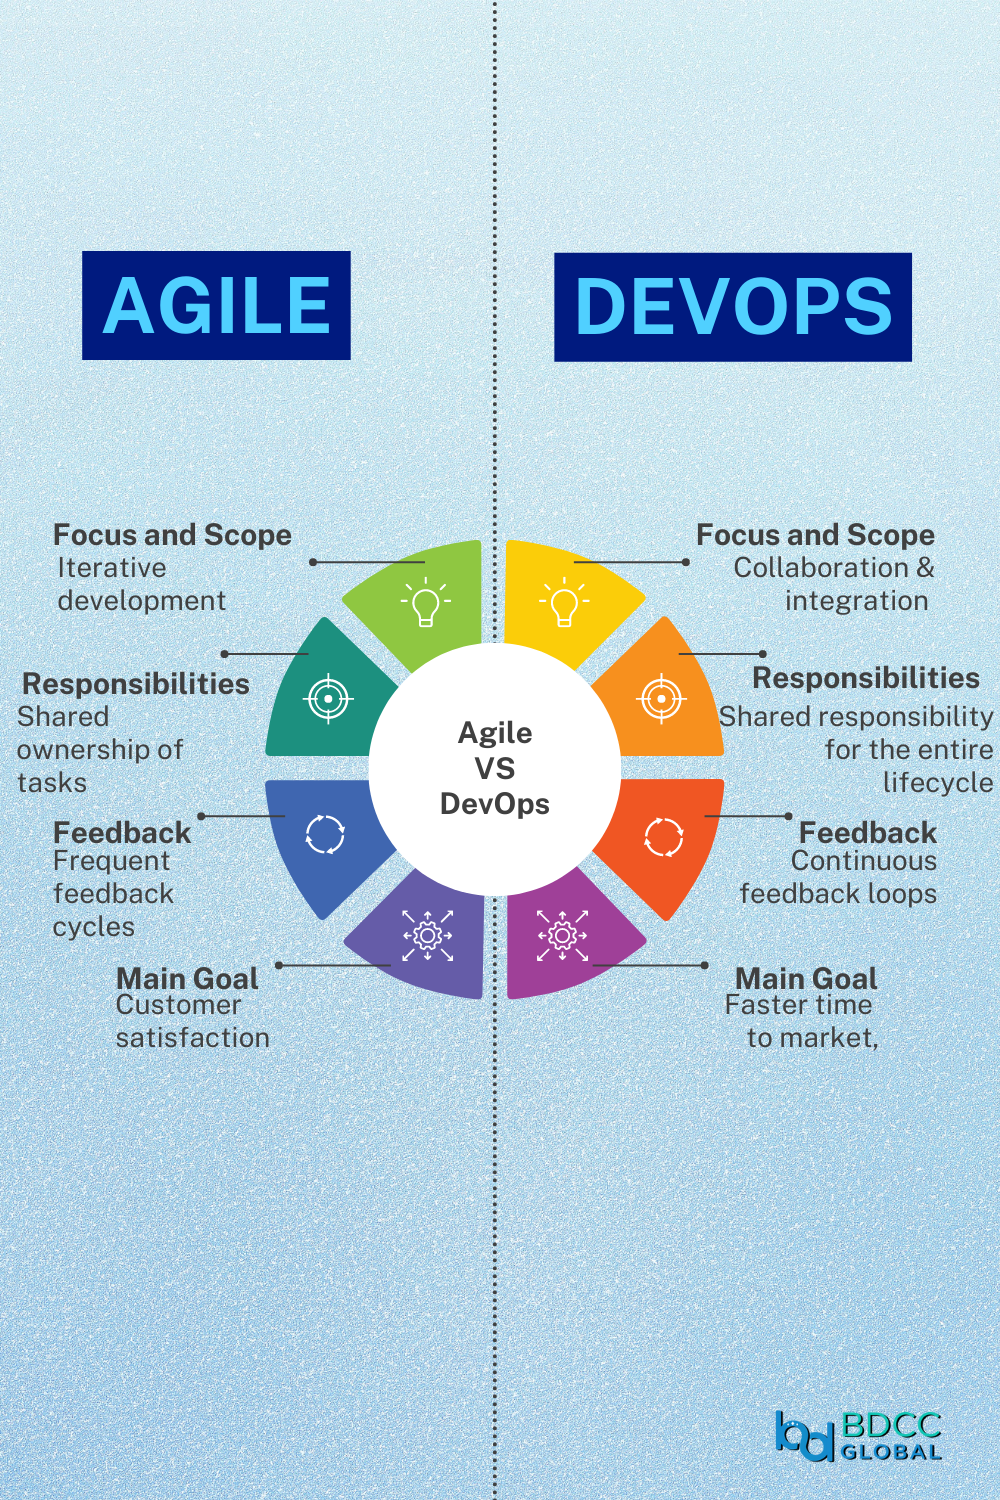 AGILE
DEVOPS
Focus and Scope
Iterative
development
Responsibilities
Shared
ownership of
tasks
Feedback
Frequent
feedback
cycles
Main Goal
Customer
satisfaction
Agile
VS
DevOps
Focus and Scope
Collaboration &
integration
Responsibilities
Shared responsibility
for the entire
lifecycle
Feedback
Continuous
feedback loops
Main Goal
Faster time
to market,
bd
BDCC
GLOBAL